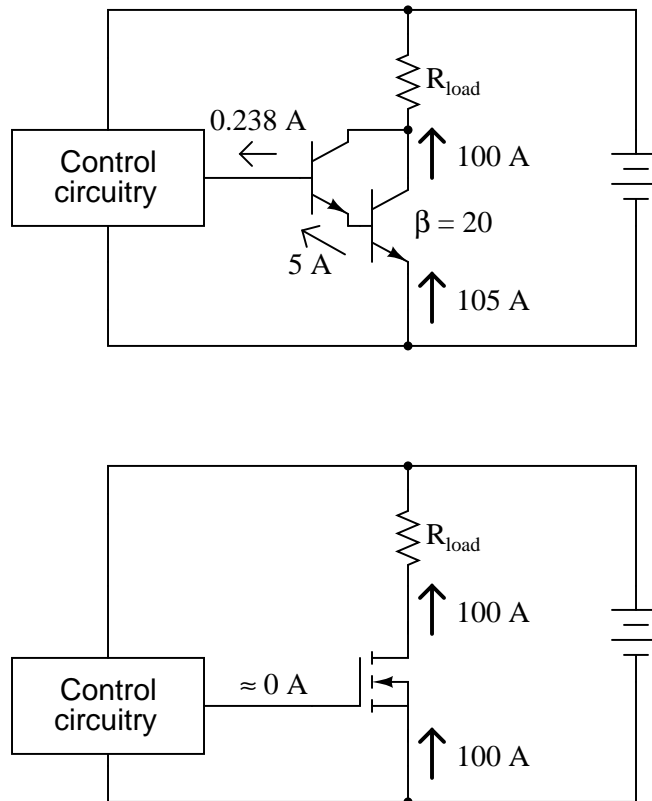 R_load
0.238 A
Control
circuitry
100 A
β = 20
5 A
105 A
R_load
100 A
Control
circuitry
≈ 0 A
100 A